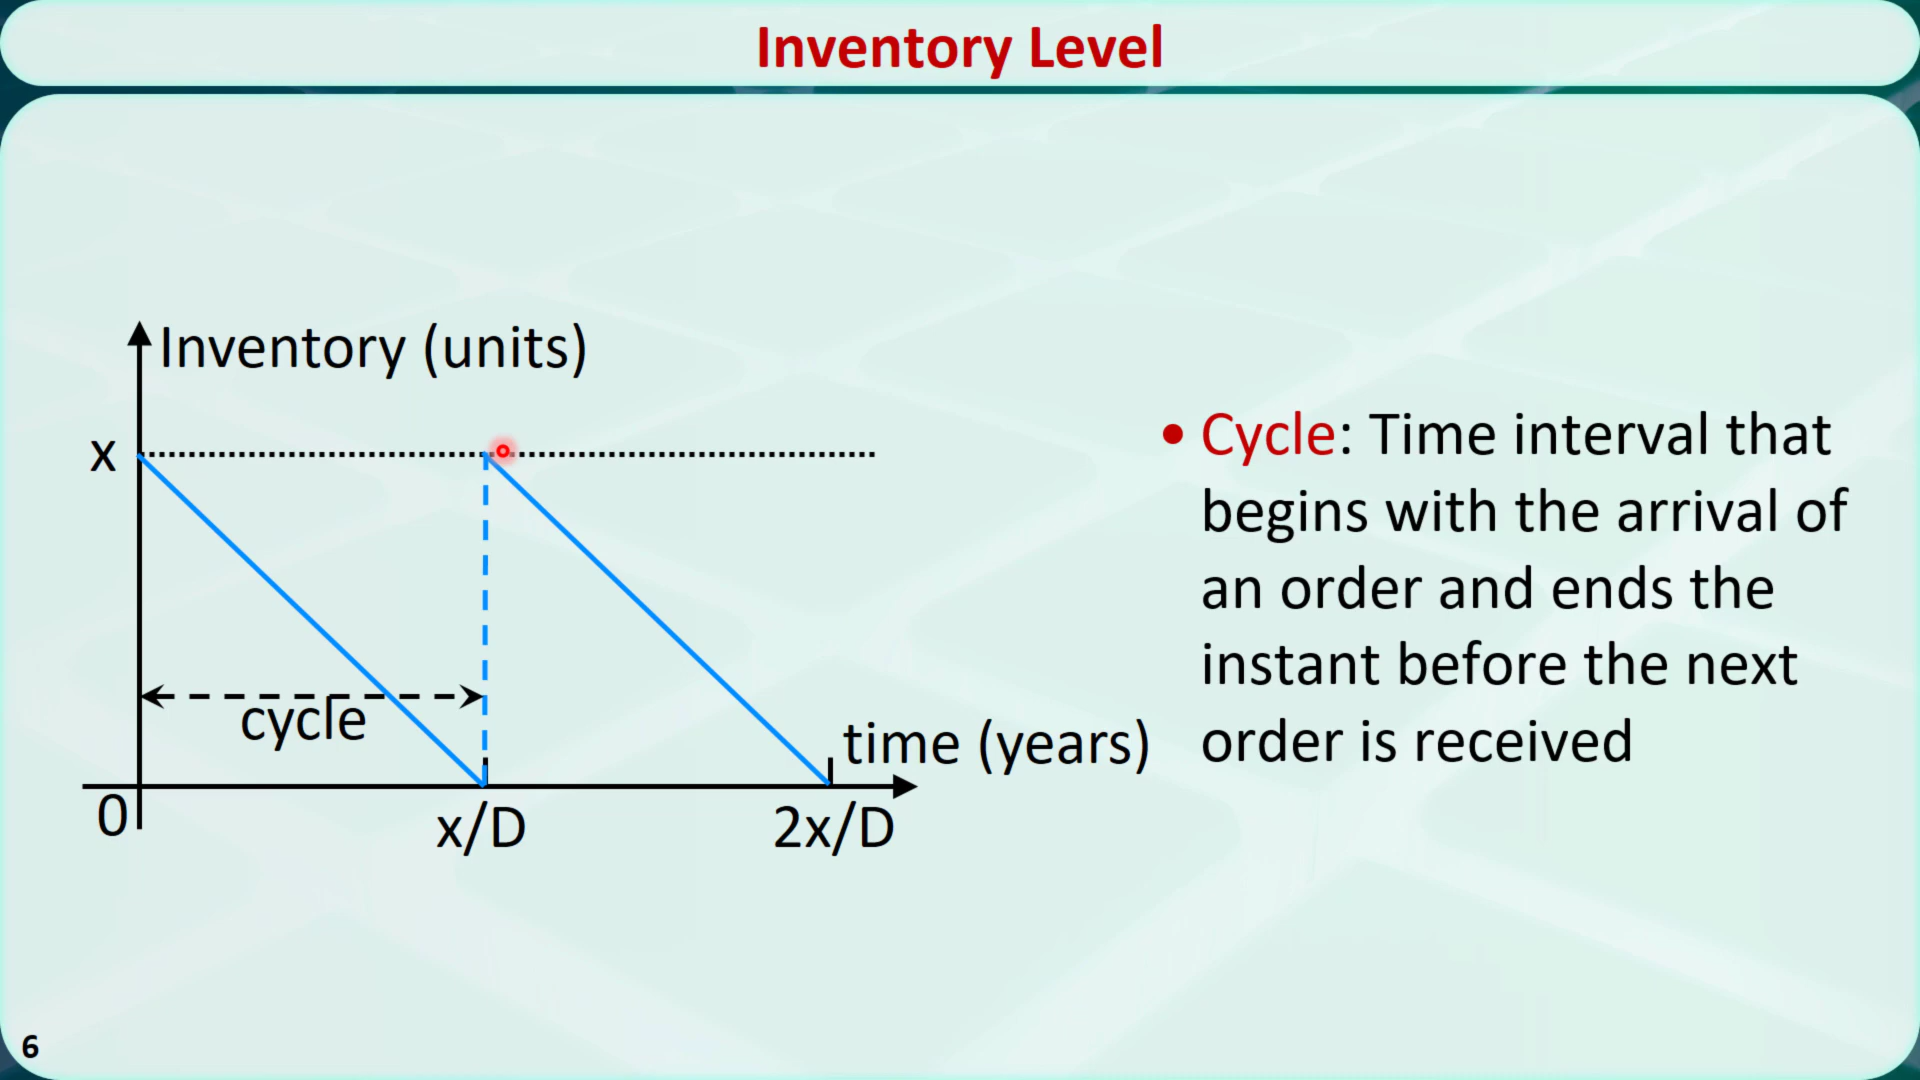 Inventory Level
Inventory (units)
x
cycle
time (years)
0
x/D
2x/D
• Cycle: Time interval that
begins with the arrival of
an order and ends the
instant before the next
order is received
6